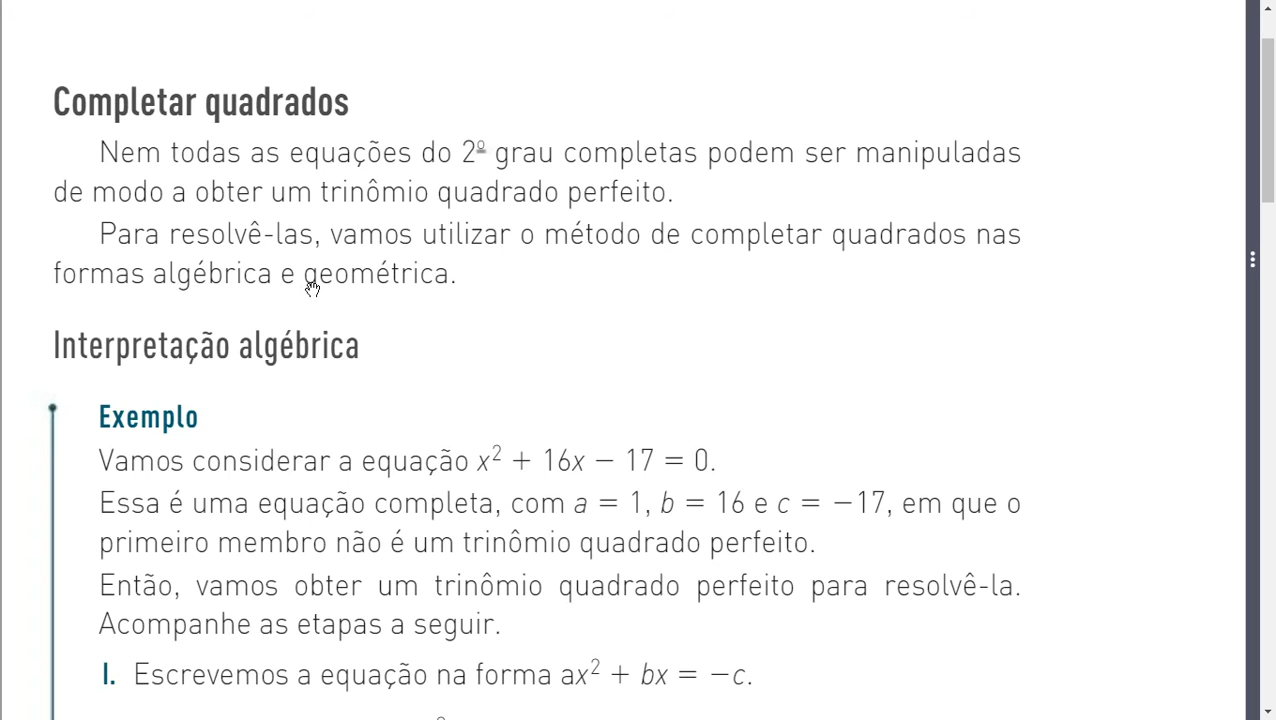 Completar quadrados
Nem todas as equações do 2º grau completas podem ser manipuladas
de modo a obter um trinômio quadrado perfeito.
Para resolvê-las, vamos utilizar o método de completar quadrados nas
formas algébrica e geométrica.
Interpretação algébrica
Exemplo
Vamos considerar a equação x² + 16x − 17 = 0.
Essa é uma equação completa, com a = 1, b = 16 e c = −17, em que o
primeiro membro não é um trinômio quadrado perfeito.
Então, vamos obter um trinômio quadrado perfeito para resolvê-la.
Acompanhe as etapas a seguir.
I. Escrevemos a equação na forma ax² + bx = −c.